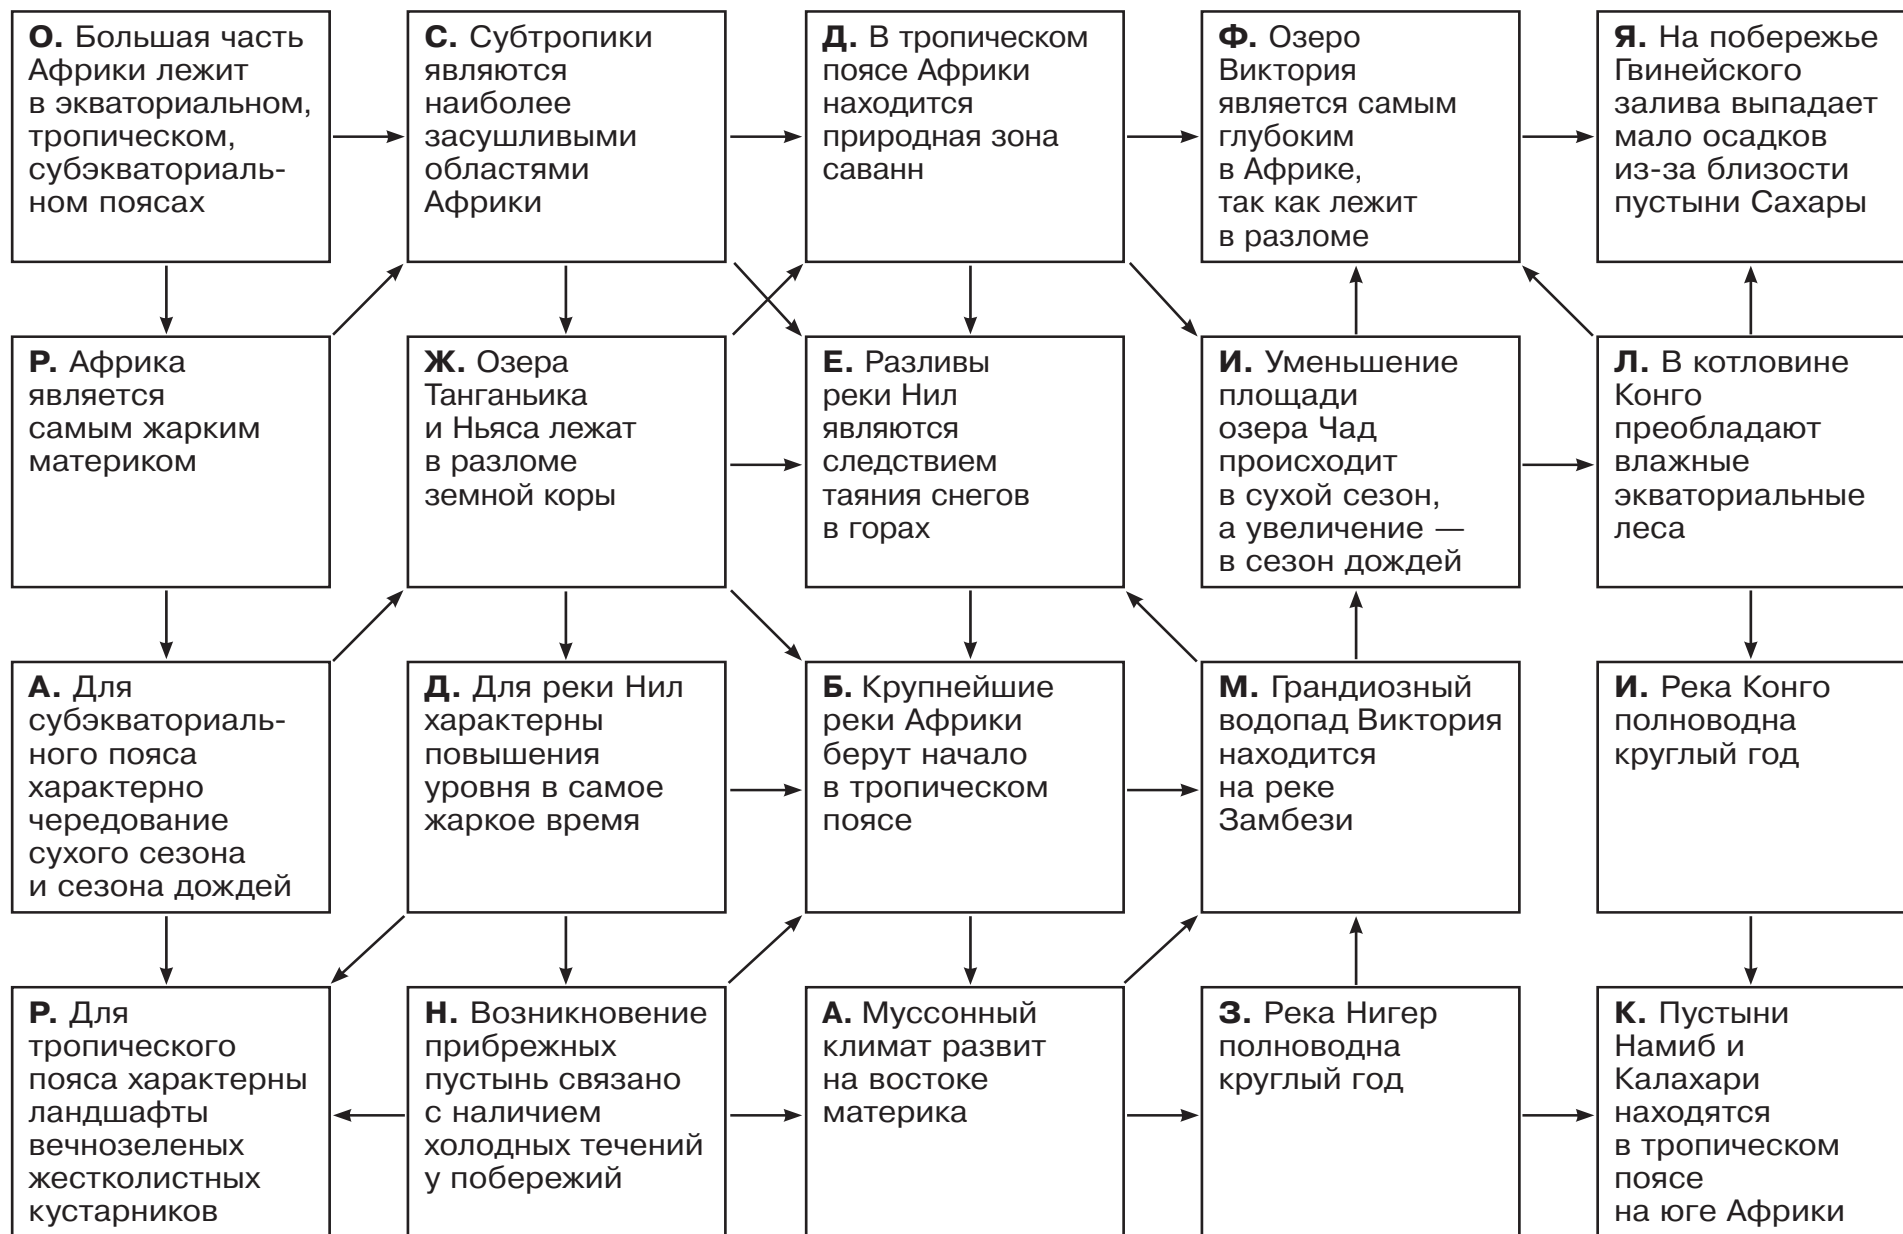 О. Большая часть
Африки лежит
в экваториальном,
тропическом,
субэкваториаль-
ном поясах
С. Субтропики
являются
наиболее
засушливыми
областями
Африки
Д. В тропическом
поясе Африки
находится
природная зона
саванн
Ф. Озеро
Виктория
является самым
глубоким
в Африке,
так как лежит
в разломе
Я. На побережье
Гвинейского
залива выпадает
мало осадков
из-за близости
пустыни Сахары
Р. Африка
является
самым жарким
материком
Ж. Озера
Танганьика
и Ньяса лежат
в разломе
земной коры
Е. Разливы
реки Нил
являются
следствием
таяния снегов
в горах
И. Уменьшение
площади
озера Чад
происходит
в сухой сезон,
а увеличение —
в сезон дождей
Л. В котловине
Конго
преобладают
влажные
экваториальные
леса
А. Для
субэкваториаль-
ного пояса
характерно
чередование
сухого сезона
и сезона дождей
Д. Для реки Нил
характерны
повышения
уровня в самое
жаркое время
Б. Крупнейшие
реки Африки
берут начало
в тропическом
поясе
М. Грандиозный
водопад Виктория
находится
на реке
Замбези
И. Река Конго
полноводна
круглый год
Р. Для
тропического
пояса характерны
ландшафты
вечнозеленых
жестколистных
кустарников
Н. Возникновение
прибрежных
пустынь связано
с наличием
холодных течений
у побережий
А. Муссонный
климат развит
на востоке
материка
З. Река Нигер
полноводна
круглый год
К. Пустыни
Намиб и
Калахари
находятся
в тропическом
поясе
на юге Африки